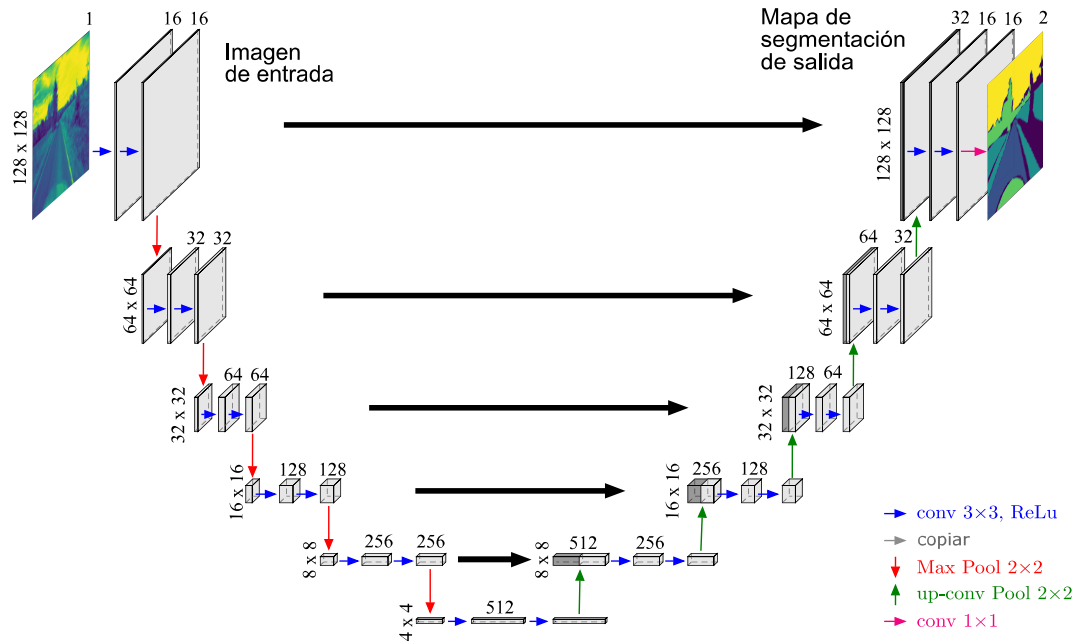 1
16 16
Imagen
de entrada
128 x 128
Mapa de
segmentación
de salida
32 16 16
2
128 x 128
32 32
64 x 64
64 32
64 x 64
64 64
32 x 32
128 64
32 x 32
128 128
16 x 16
256 128
16 x 16
256 256
8 x 8
512 256
8 x 8
512
4 x 4
conv 3×3, ReLu
copiar
Max Pool 2×2
up-conv Pool 2×2
conv 1×1